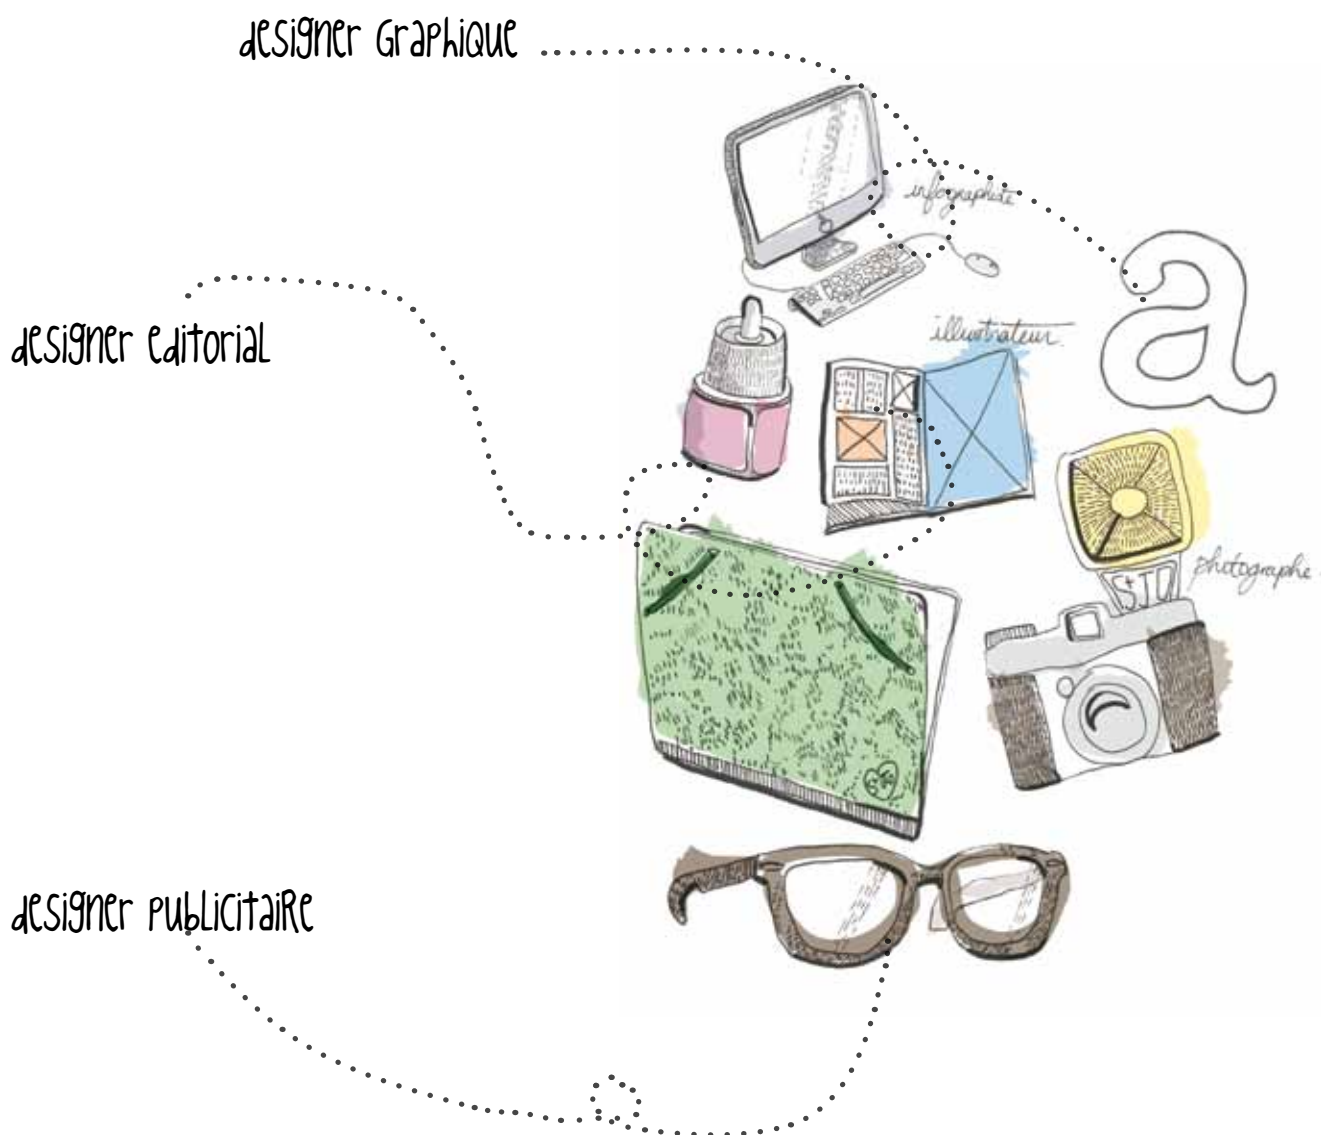 designer Graphique
infographiste
a
illustrateur.
designer editorial
photographe.
designer publicitaire